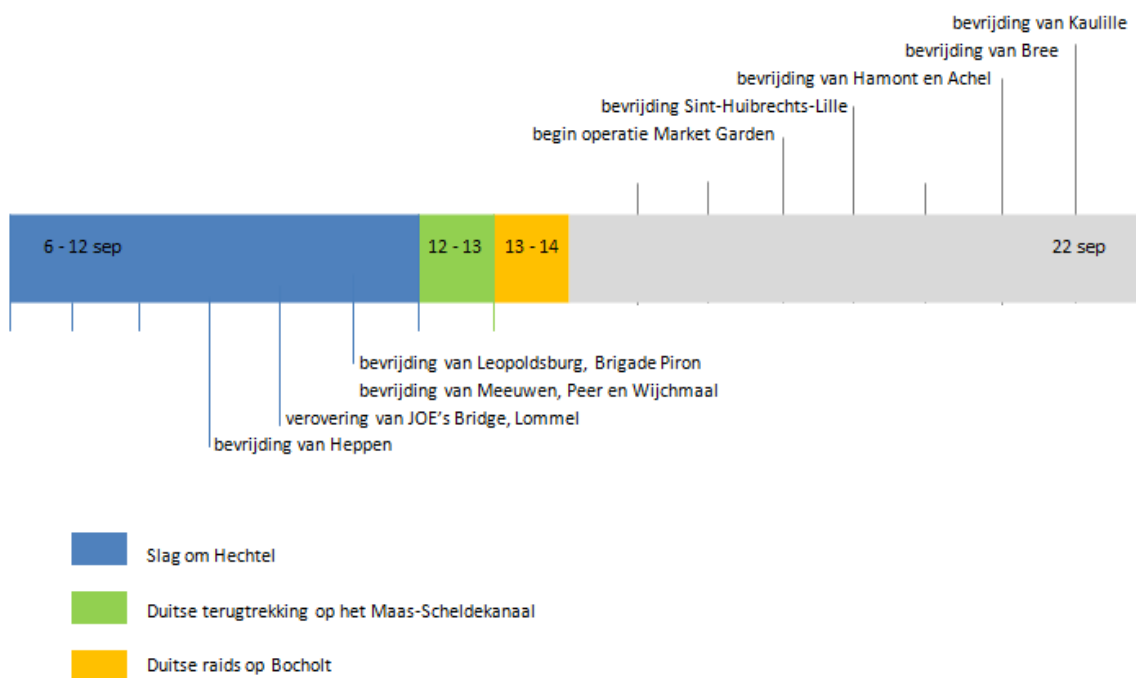 bevrijding van Kaulille
bevrijding van Bree
bevrijding van Hamont en Achel
bevrijding Sint-Huibrechts-Lille
begin operatie Market Garden
6 - 12 sep
12 - 13
13 - 14
22 sep
bevrijding van Leopoldsburg, Brigade Piron
bevrijding van Meeuwen, Peer en Wijchmaal
verovering van JOE's Bridge, Lommel
bevrijding van Heppen
Slag om Hechtel
Duitse terugtrekking op het Maas-Scheldekanaal
Duitse raids op Bocholt